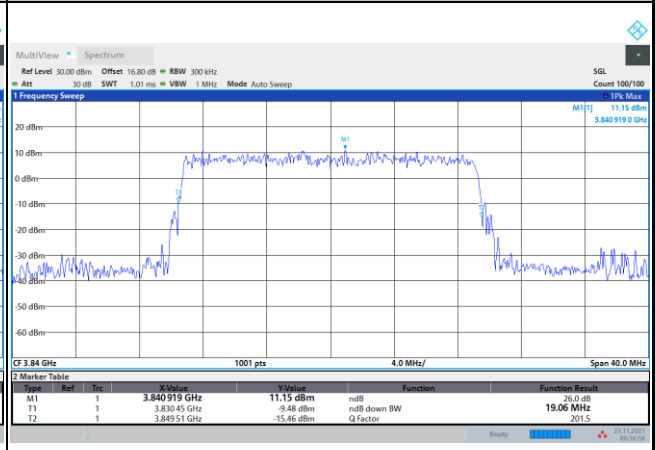 MultiView Spectrum
Ref Level 30.00 dBm Offset 16.80 dB RBW 300 kHz SGL
Att 30 dB SWT 1.01 ms VBW 1 MHz Mode Auto Sweep Count 100/100
1 Frequency Sweep 1Pk Max
M1[1] 11.15 dBm
3.840 919 0 GHz
20 dBm
M1
10 dBm
0 dBm
T1
-10 dBm
T2
-20 dBm
-30 dBm
-40 dBm
-50 dBm
-60 dBm
CF 3.84 GHz 1001 pts 4.0 MHz/ Span 40.0 MHz
2 Marker Table
Type Ref Trc X-Value Y-Value Function Function Result
M1 1 3.840 919 GHz 11.15 dBm ndB 26.0 dB
T1 1 3.830 45 GHz -9.48 dBm ndB down BW 19.06 MHz
T2 1 3.849 51 GHz -15.46 dBm Q Factor 201.5
Ready 23.11.2021
08:16:58